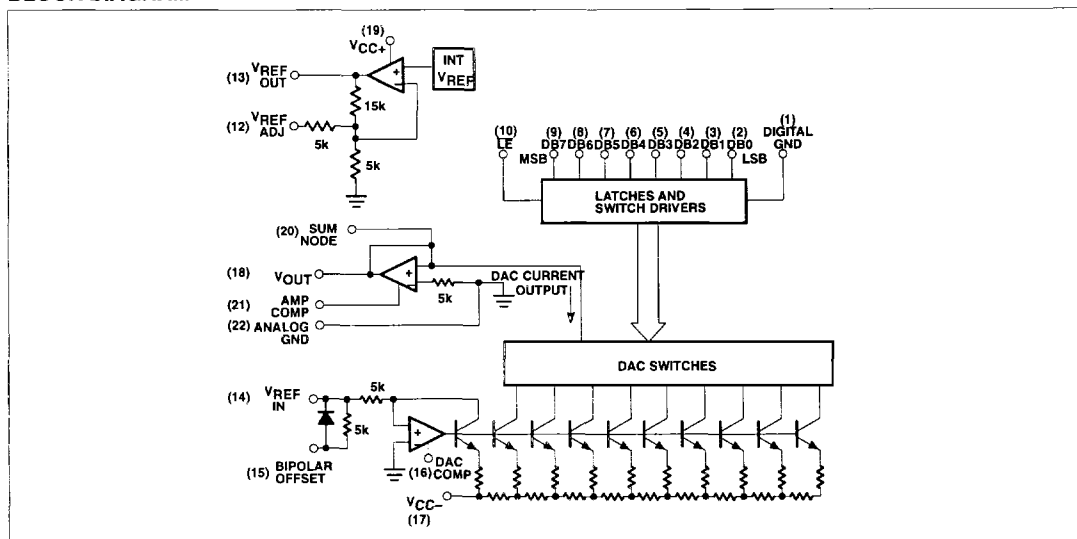 (19)
VCC+
(13) VREF OUT
INT VREF
15k
(12) VREF ADJ
5k
5k
(10) LE
(9) (8) (7) (6) (5) (4) (3) (2)
DB7 DB6 DB5 DB4 DB3 DB2 DB1 DB0
MSB LSB
(1) DIGITAL GND
LATCHES AND
SWITCH DRIVERS
(20) SUM NODE
(18) VOUT
5k
DAC CURRENT
OUTPUT
(21) AMP COMP
(22) ANALOG GND
DAC SWITCHES
(14) VREF IN
5k
5k
(15) BIPOLAR OFFSET
(16) DAC COMP
VCC–
(17)